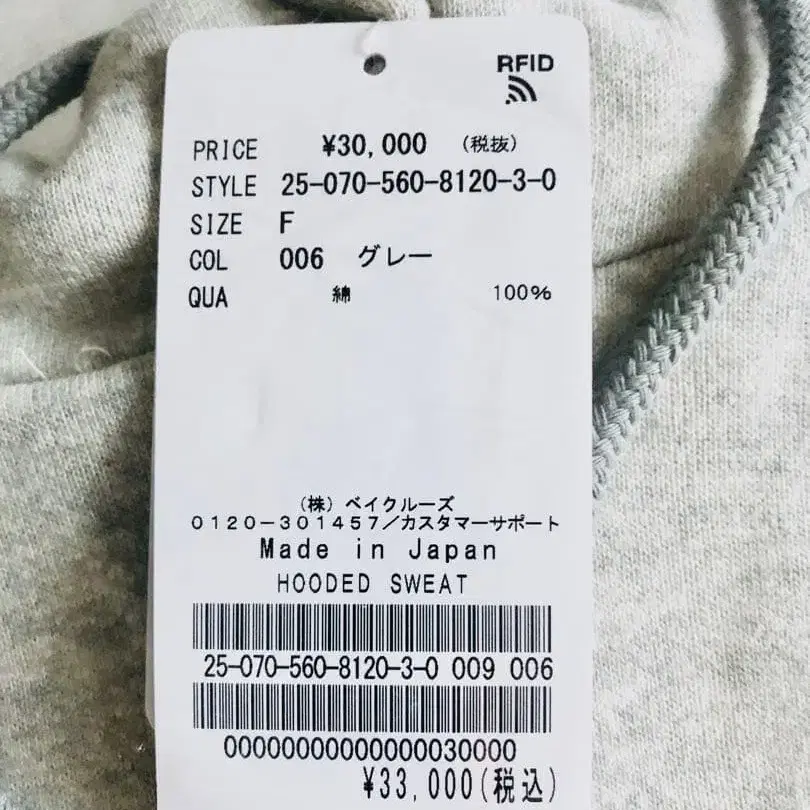 RFID
PRICE ¥30,000 (税抜)
STYLE 25-070-560-8120-3-0
SIZE F
COL 006 グレー
QUA 綿 100%
(株) ベイクルーズ
0120-301457/カスタマーサポート
Made in Japan
HOODED SWEAT
25-070-560-8120-3-0 009 006
00000000000000030000
¥33,000(税込)